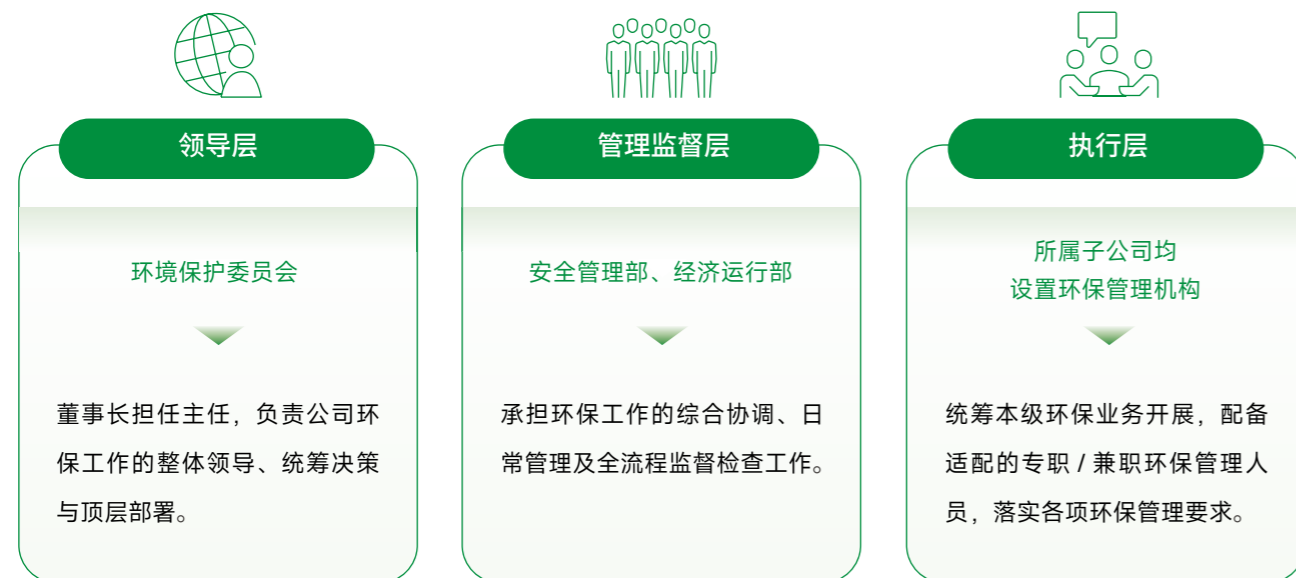 领导层
环境保护委员会
董事长担任主任，负责公司环
保工作的整体领导、统筹决策
与顶层部署。
管理监督层
安全管理部、经济运行部
承担环保工作的综合协调、日
常管理及全流程监督检查工作。
执行层
所属子公司均
设置环保管理机构
统筹本级环保业务开展，配备
适配的专职 / 兼职环保管理人
员，落实各项环保管理要求。